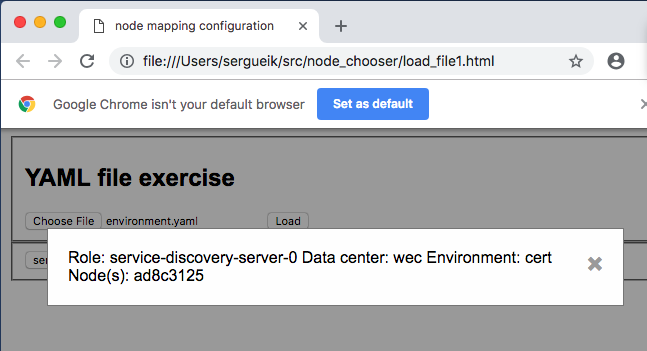 node mapping configuration
file:///Users/sergueik/src/node_chooser/load_file1.html
Google Chrome isn't your default browser Set as default
YAML file exercise
Choose File environment.yaml Load
Role: service-discovery-server-0 Data center: wec Environment: cert
Node(s): ad8c3125